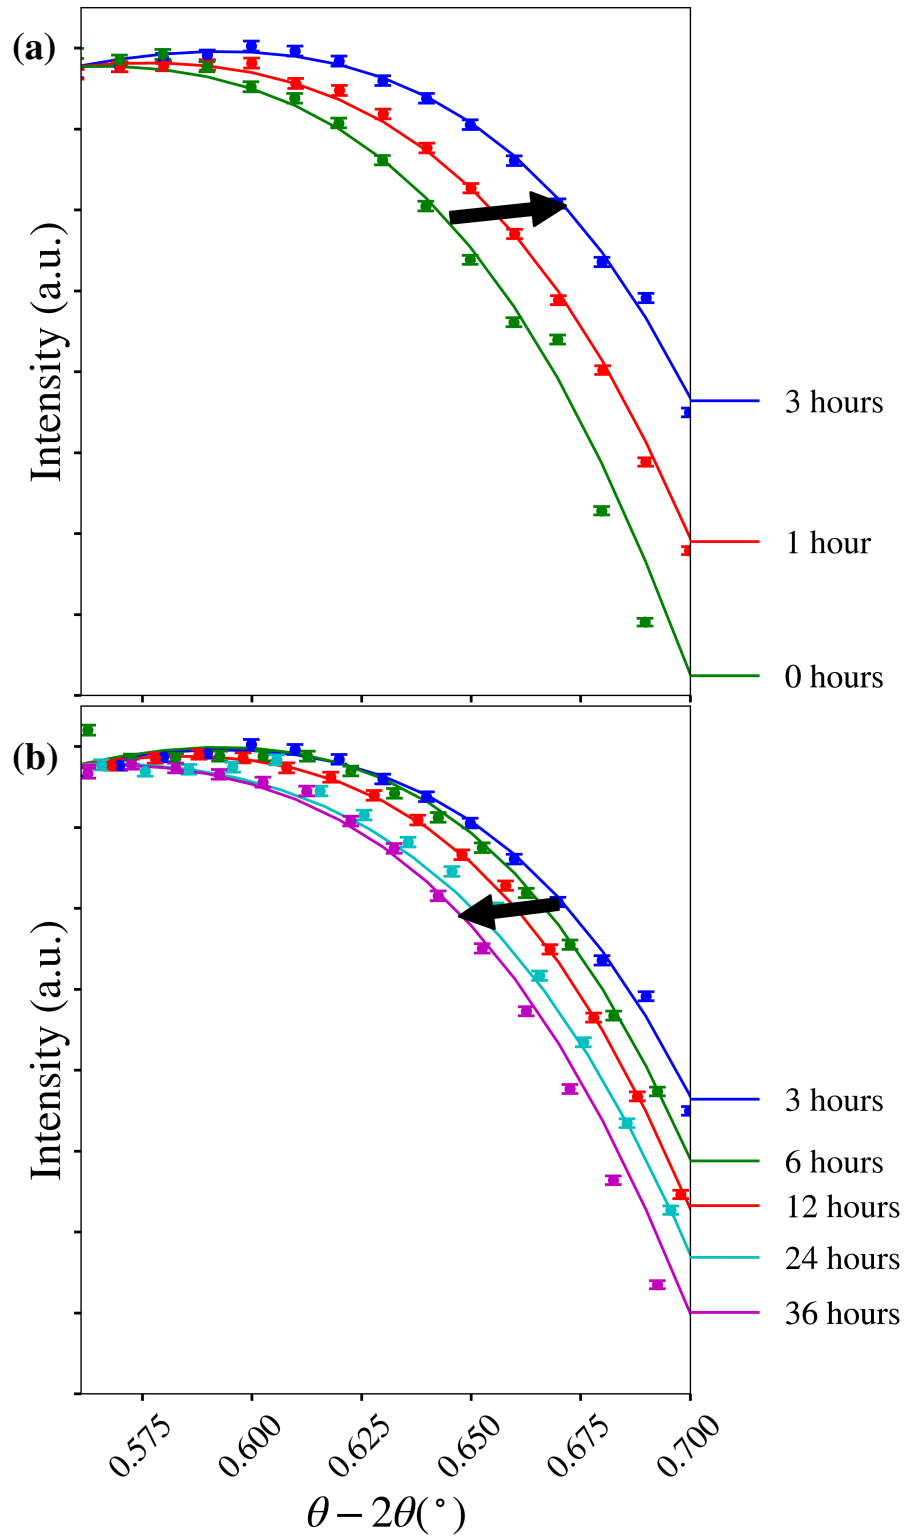 (a)
Intensity (a.u.)
3 hours
1 hour
0 hours
(b)
Intensity (a.u.)
3 hours
6 hours
12 hours
24 hours
36 hours
0.575 0.600 0.625 0.650 0.675 0.700
θ − 2θ(°)